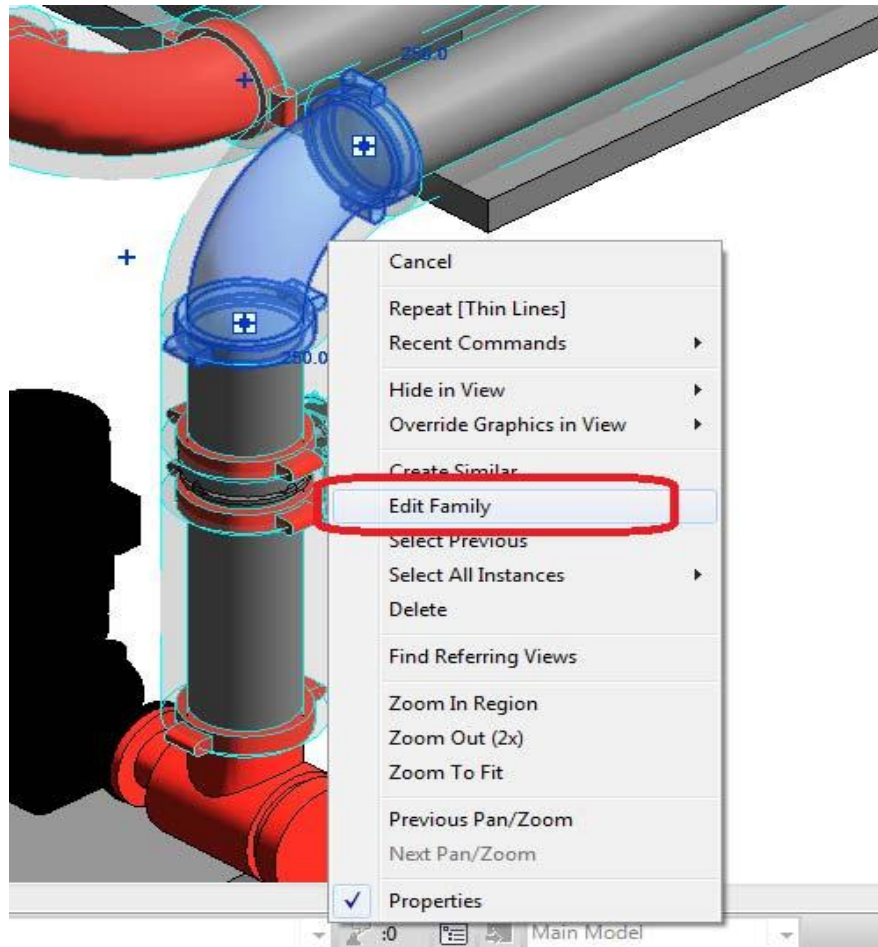 250.0
Cancel
Repeat [Thin Lines]
Recent Commands
250.0
Hide in View
Override Graphics in View
Create Similar
Edit Family
Select Previous
Select All Instances
Delete
Find Referring Views
Zoom In Region
Zoom Out (2x)
Zoom To Fit
Previous Pan/Zoom
Next Pan/Zoom
Properties
:0 Main Model